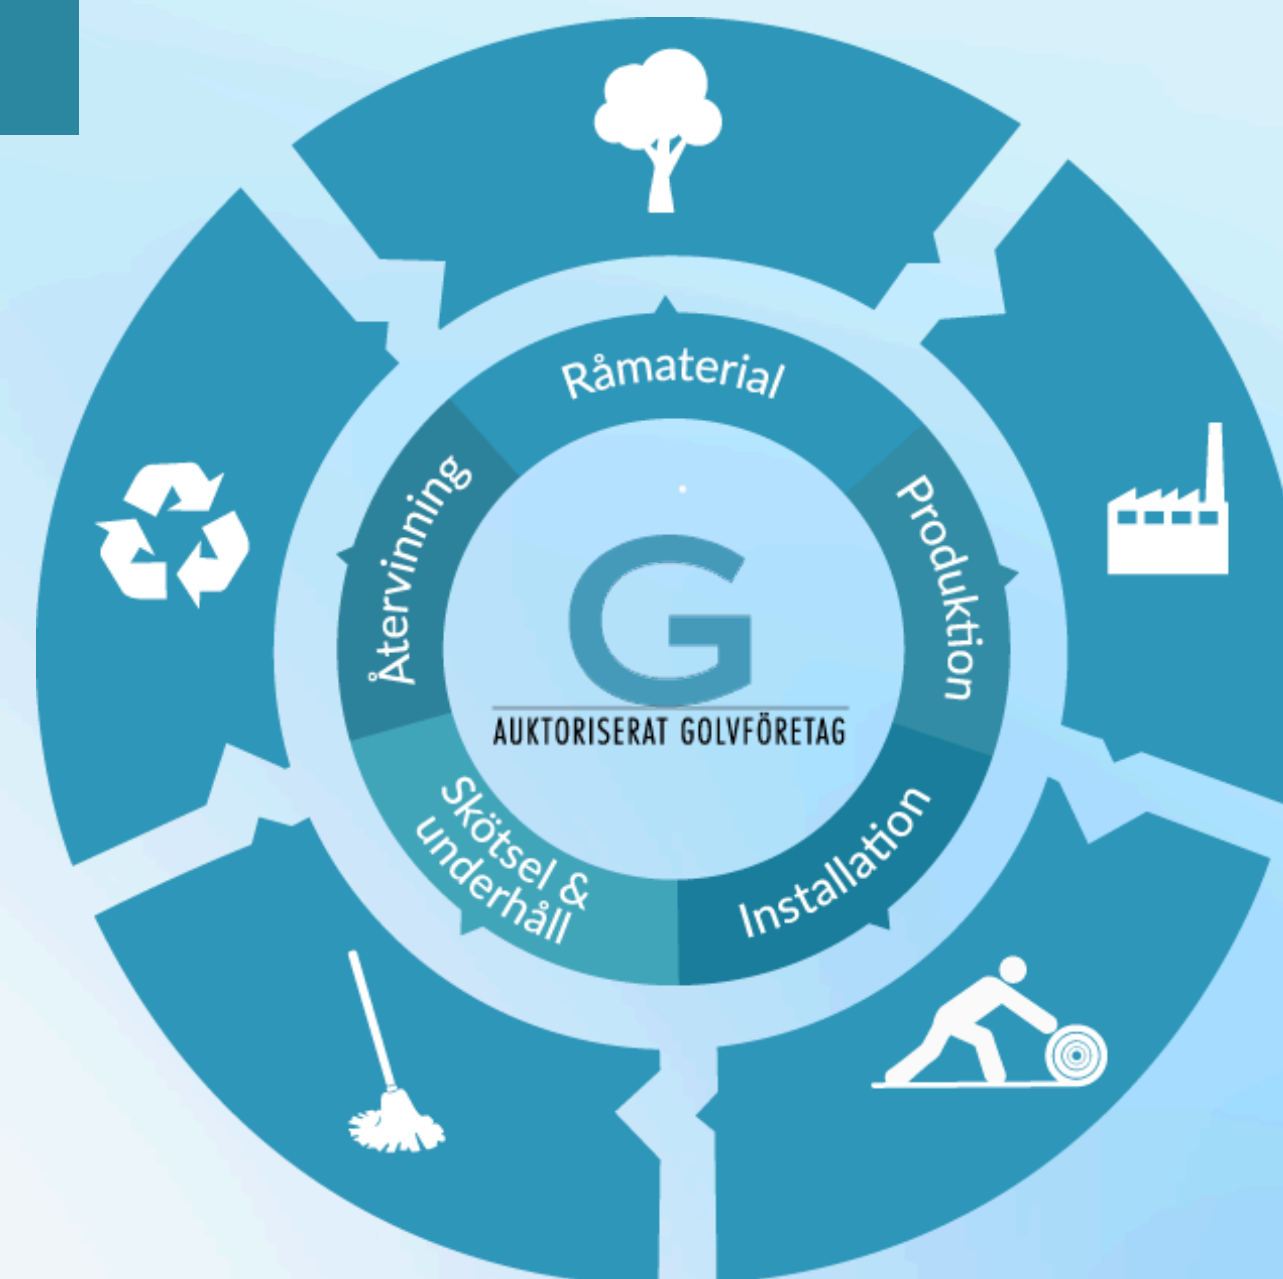 Råmaterial
Produktion
Installation
Skötsel &
underhåll
Återvinning
G
AUKTORISERAT GOLVFÖRETAG